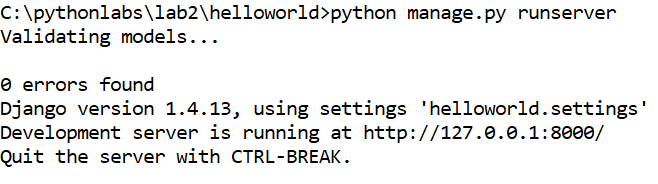 C:\pythonlabs\lab2\helloworld>python manage.py runserver
Validating models...
0 errors found
Django version 1.4.13, using settings 'helloworld.settings'
Development server is running at http://127.0.0.1:8000/
Quit the server with CTRL-BREAK.